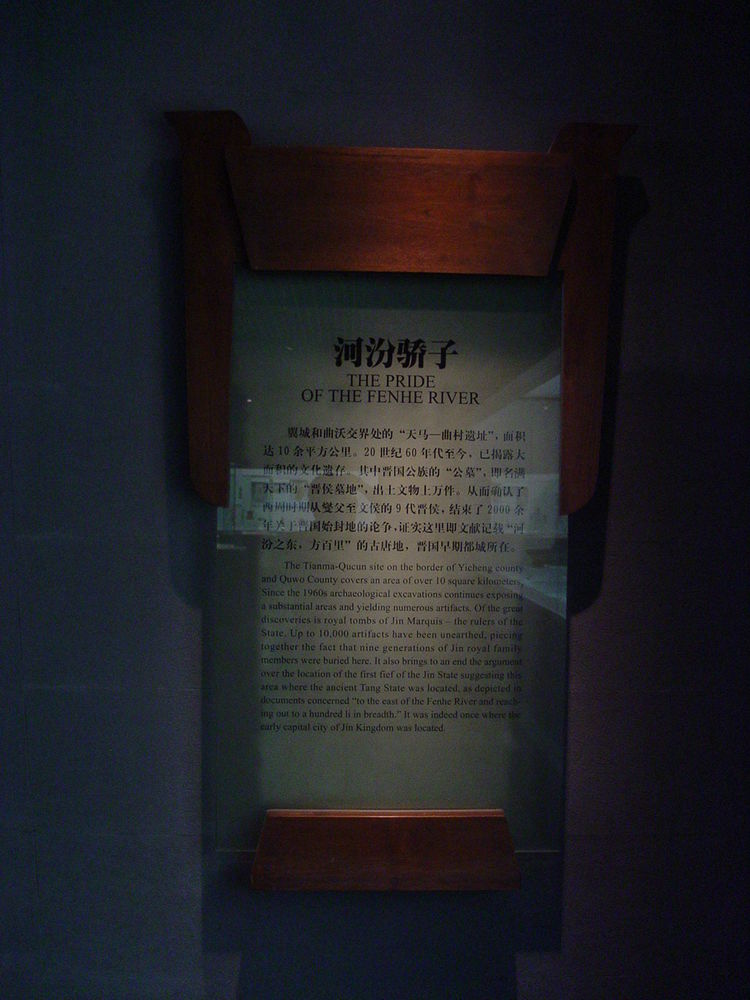 河汾骄子
THE PRIDE
OF THE FENHE RIVER
翼城和曲沃交界处的“天马—曲村遗址”，面积
达10余平方公里。20世纪60年代至今，已揭露大
面积的文化遗存。其中晋国公族的“公墓”，即名满
天下的“晋侯墓地”，出土文物上万件。从而确认了
西周时期从燮父至文侯的9代晋侯，结束了2000余
年关于晋国始封地的论争，证实这里即文献记载“河
汾之东，方百里”的古唐地，晋国早期都城所在。
The Tianma-Qucun site on the border of Yicheng county
and Quwo County covers an area of over 10 square kilometers,
Since the 1960s archaeological excavations continues exposing
a substantial areas and yielding numerous artifacts. Of the great
discoveries is royal tombs of Jin Marquis – the rulers of the
State. Up to 10,000 artifacts have been unearthed, piecing
together the fact that nine generations of Jin royal family
members were buried here. It also brings to an end the argument
over the location of the first fief of the Jin State suggesting this
area where the ancient Tang State was located, as depicted in
documents concerned “to the east of the Fenhe River and reach-
ing out to a hundred li in breadth.” It was indeed once where the
early capital city of Jin Kingdom was located.